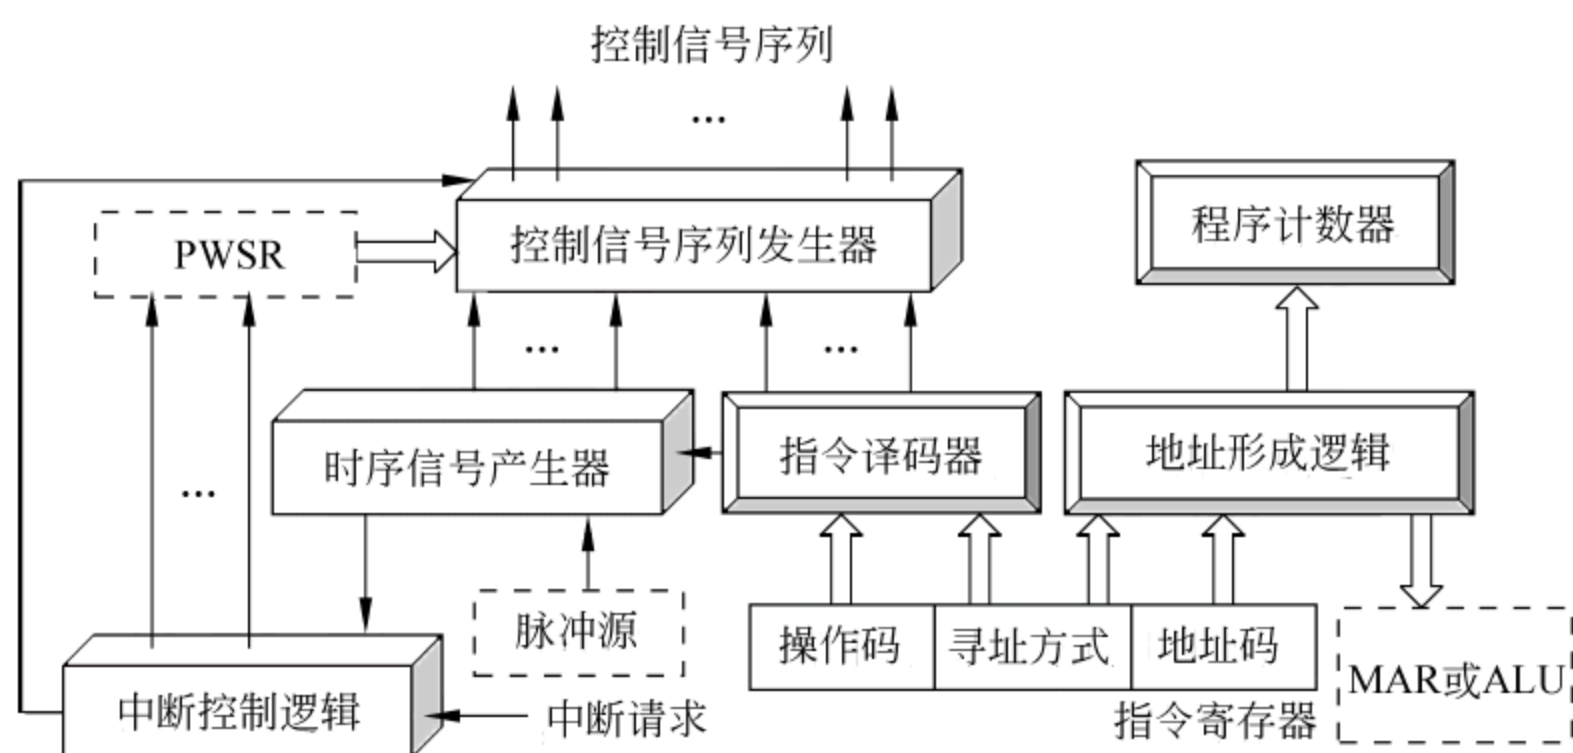 控制信号序列
...
程序计数器
PWSR
控制信号序列发生器
...
...
时序信号产生器
指令译码器
地址形成逻辑
...
脉冲源
操作码
寻址方式
地址码
MAR或ALU
中断控制逻辑
中断请求
指令寄存器